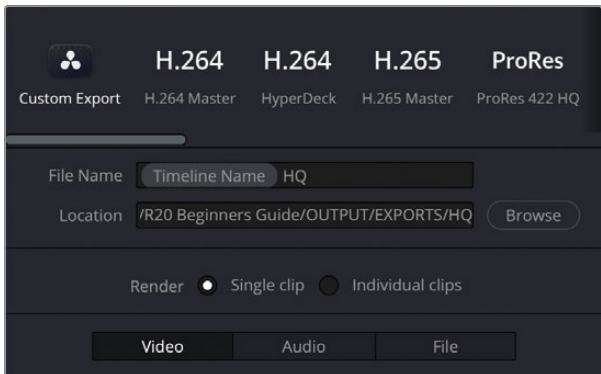 H.264 H.264 H.265 ProRes
Custom Export H.264 Master HyperDeck H.265 Master ProRes 422 HQ
File Name Timeline Name HQ
Location /R20 Beginners Guide/OUTPUT/EXPORTS/HQ Browse
Render Single clip Individual clips
Video Audio File